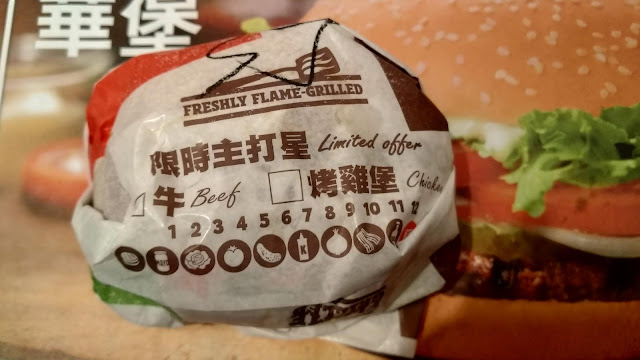 華堡
FRESHLY FLAME-GRILLED
限時主打星 Limited offer
牛 Beef 烤雞堡 Chicken
1 2 3 4 5 6 7 8 9 10 11 12
K